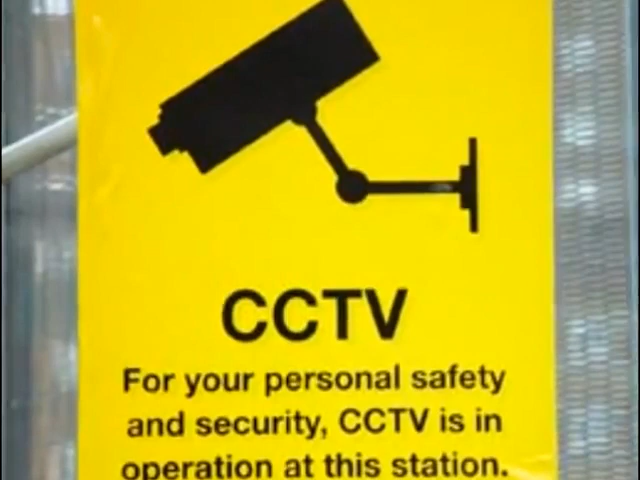 CCTV
For your personal safety
and security, CCTV is in
operation at this station.